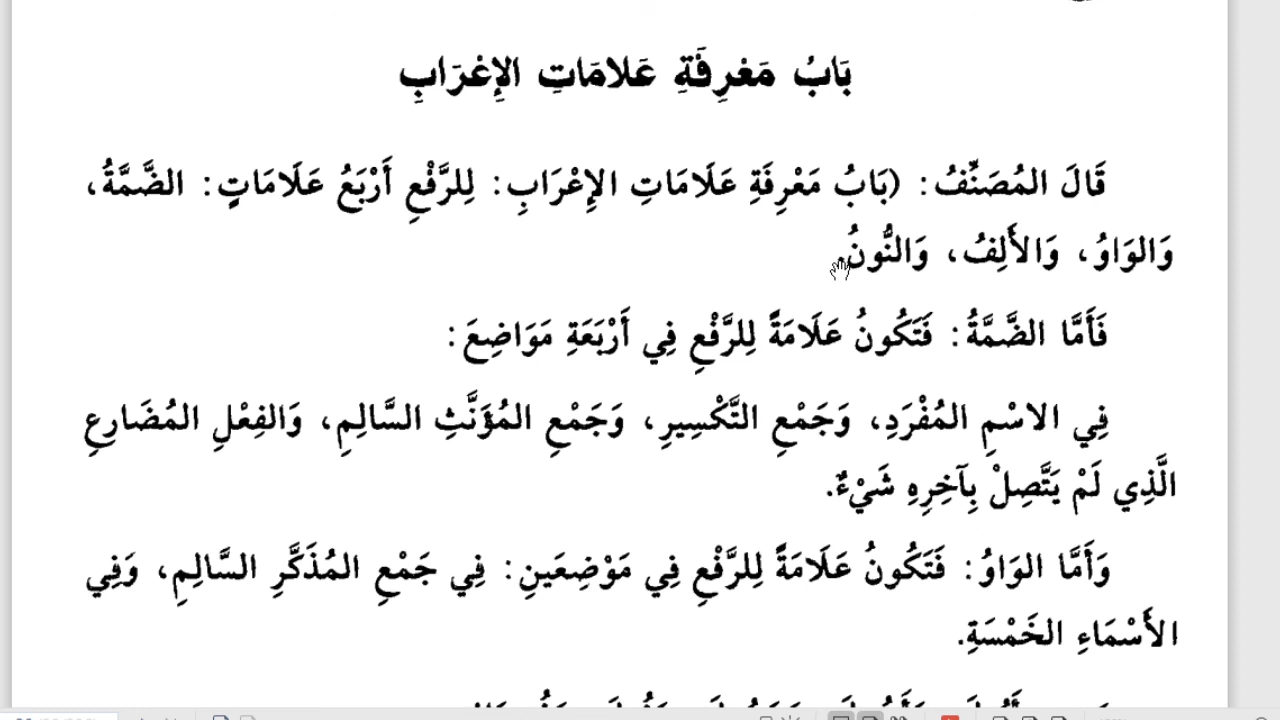 بَابُ مَعْرِفَةِ عَلامَاتِ الإِعْرَابِ
قَالَ المُصَنِّفُ: (بَابُ مَعْرِفَةِ عَلَامَاتِ الإِعْرَابِ: لِلرَّفْعِ أَرْبَعُ عَلَامَاتٍ: الضَّمَّةُ،
وَالوَاوُ، وَالأَلِفُ، وَالنُّونُ.
فَأَمَّا الضَّمَّةُ: فَتَكُونُ عَلَامَةً لِلرَّفْعِ فِي أَرْبَعَةِ مَوَاضِعَ:
فِي الاسْمِ المُفْرَدِ، وَجَمْعِ التَّكْسِيرِ، وَجَمْعِ المُؤَنَّثِ السَّالِمِ، وَالفِعْلِ المُضَارِعِ
الَّذِي لَمْ يَتَّصِلْ بِآخِرِهِ شَيْءٌ.
وَأَمَّا الوَاوُ: فَتَكُونُ عَلَامَةً لِلرَّفْعِ فِي مَوْضِعَينِ: فِي جَمْعِ المُذَكَّرِ السَّالِمِ، وَفِي
الأَسْمَاءِ الخَمْسَةِ.